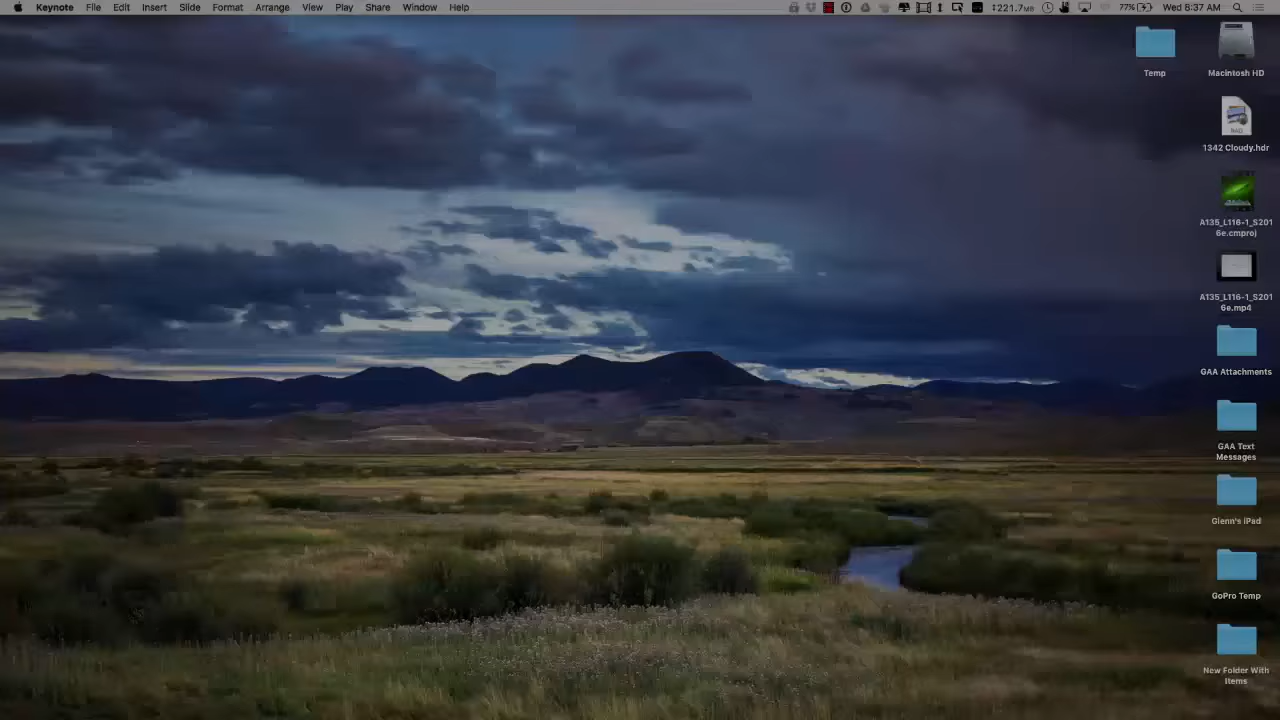 Keynote File Edit Insert Slide Format Arrange View Play Share Window Help 221.7MB 77% Wed 8:37 AM
Temp
Macintosh HD
1342 Cloudy.hdr
A135_L116-1_S201
6e.cmproj
A135_L116-1_S201
6e.mp4
GAA Attachments
GAA Text
Messages
Glenn's iPad
GoPro Temp
New Folder With
Items